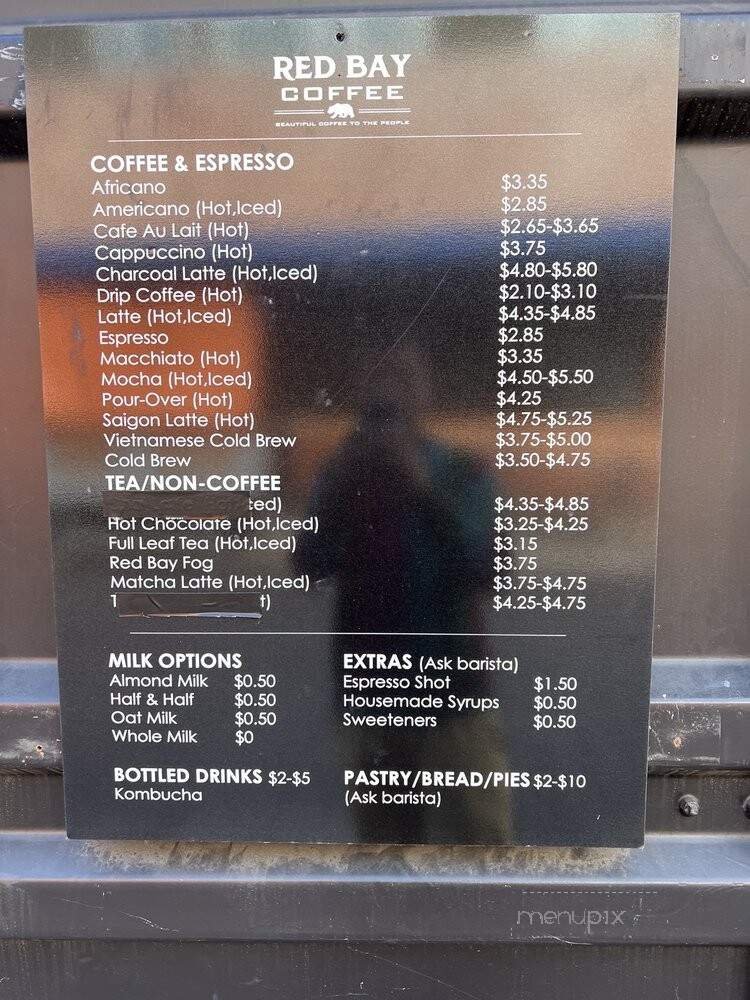 RED BAY
COFFEE
BEAUTIFUL COFFEE TO THE PEOPLE
COFFEE & ESPRESSO
Africano $3.35
Americano (Hot,Iced) $2.85
Cafe Au Lait (Hot) $2.65-$3.65
Cappuccino (Hot) $3.75
Charcoal Latte (Hot,Iced) $4.80-$5.80
Drip Coffee (Hot) $2.10-$3.10
Latte (Hot,Iced) $4.35-$4.85
Espresso $2.85
Macchiato (Hot) $3.35
Mocha (Hot,Iced) $4.50-$5.50
Pour-Over (Hot) $4.25
Saigon Latte (Hot) $4.75-$5.25
Vietnamese Cold Brew $3.75-$5.00
Cold Brew $3.50-$4.75
TEA/NON-COFFEE
ced) $4.35-$4.85
Hot Chocolate (Hot,Iced) $3.25-$4.25
Full Leaf Tea (Hot,Iced) $3.15
Red Bay Fog $3.75
Matcha Latte (Hot,Iced) $3.75-$4.75
t) $4.25-$4.75
MILK OPTIONS
Almond Milk $0.50
Half & Half $0.50
Oat Milk $0.50
Whole Milk $0
EXTRAS (Ask barista)
Espresso Shot $1.50
Housemade Syrups $0.50
Sweeteners $0.50
BOTTLED DRINKS $2-$5
Kombucha
PASTRY/BREAD/PIES $2-$10
(Ask barista)
menupix